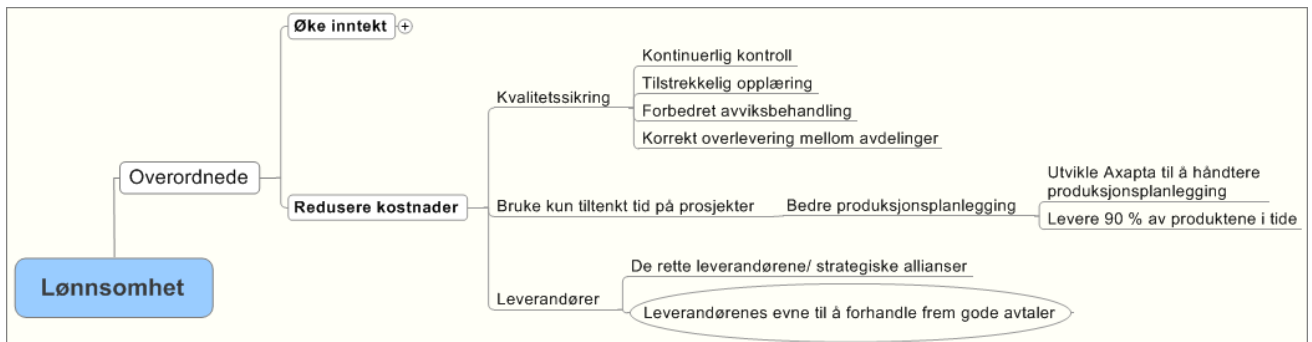 Øke inntekt
Kontinuerlig kontroll
Tilstrekkelig opplæring
Kvalitetssikring
Forbedret avviksbehandling
Korrekt overlevering mellom avdelinger
Overordnede
Utvikle Axapta til å håndtere
produksjonsplanlegging
Redusere kostnader
Bruke kun tiltenkt tid på prosjekter
Bedre produksjonsplanlegging
Levere 90 % av produktene i tide
De rette leverandørene/ strategiske allianser
Lønnsomhet
Leverandører
Leverandørenes evne til å forhandle frem gode avtaler